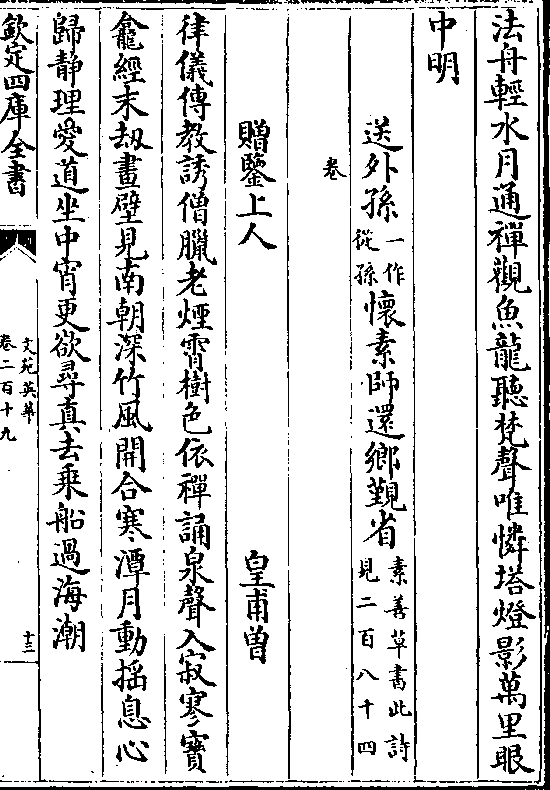 法舟輕水月通禪觀魚龍聽梵聲唯憐塔燈影萬里眼
中明
送外孫一作從孫懷素師還鄉覲省素善草書此詩見二百八十四
卷
贈鑒上人　皇甫曽
律儀傳教誘僧臘老煙霄樹色依禪誦泉聲入寂寥寳
龕經末劫畫壁見南朝深竹風開合寒潭月動搖息心
歸静理愛道坐中宵更欲尋真去乗船過海潮
欽定四庫全書
文苑英華
卷二百十九
十三